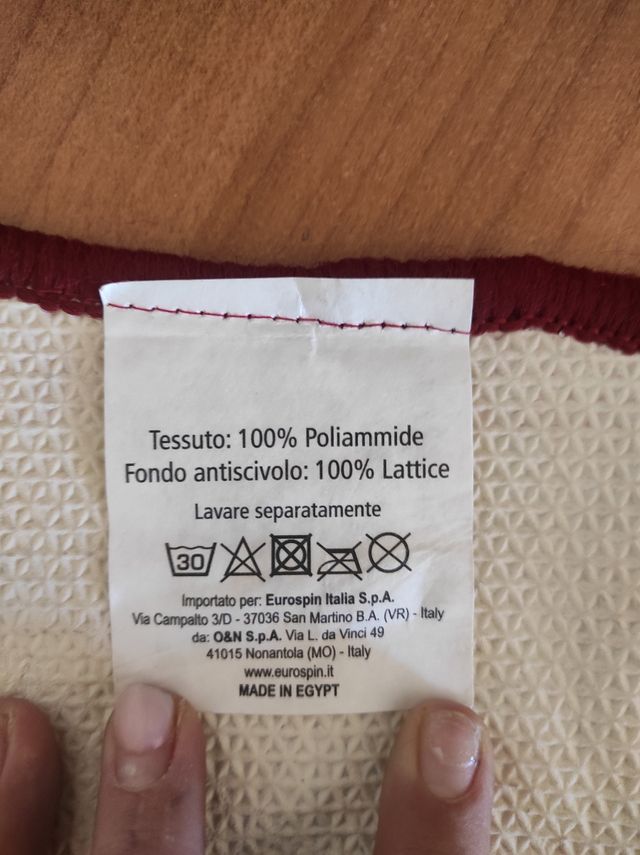 Tessuto: 100% Poliammide
Fondo antiscivolo: 100% Lattice
Lavare separatamente
30
Importato per: Eurospin Italia S.p.A.
Via Campalto 3/D - 37036 San Martino B.A. (VR) - Italy
da: O&N S.p.A. Via L. da Vinci 49
41015 Nonantola (MO) - Italy
www.eurospin.it
MADE IN EGYPT